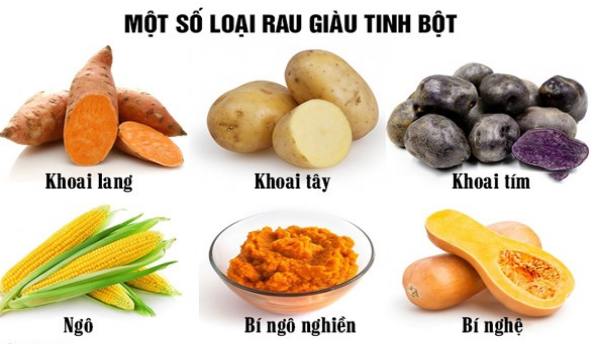 MỘT SỐ LOẠI RAU GIÀU TINH BỘT
Khoai lang
Khoai tây
Khoai tím
Ngô
Bí ngô nghiền
Bí nghệ